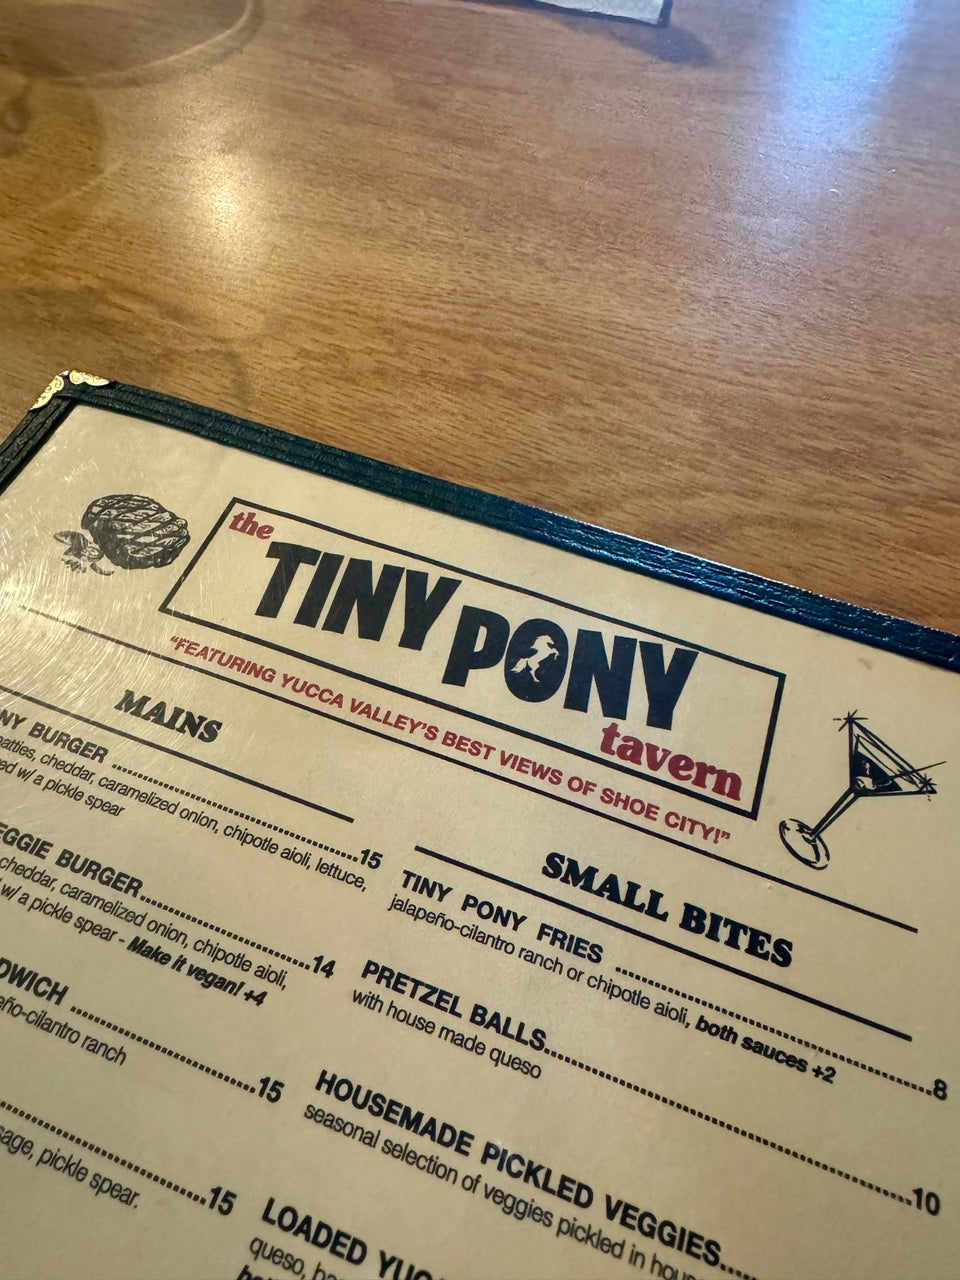 the
TINY PONY
tavern
"FEATURING YUCCA VALLEY'S BEST VIEWS OF SHOE CITY!"
MAINS
BURGER 15
cheddar, caramelized onion, chipotle aioli, lettuce,
w/ a pickle spear
BURGER 14
cheddar, caramelized onion, chipotle aioli,
w/ a pickle spear - Make it vegan! +4
15
ranch
15
pickle spear.
SMALL BITES
TINY PONY FRIES 8
jalapeño-cilantro ranch or chipotle aioli, both sauces +2
PRETZEL BALLS 10
with house made queso
HOUSEMADE PICKLED VEGGIES
seasonal selection of veggies pickled in
LOADED
queso,